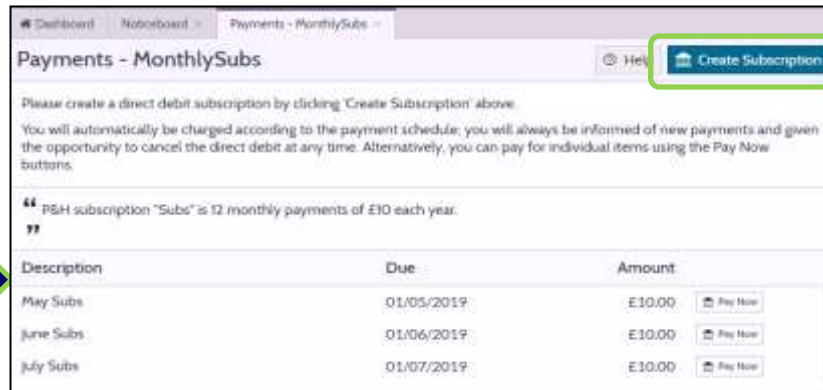 Dashboard Noticeboard Payments - MonthlySubs
Payments - MonthlySubs Help Create Subscription
Please create a direct debit subscription by clicking 'Create Subscription' above.
You will automatically be charged according to the payment schedule; you will always be informed of new payments and given
the opportunity to cancel the direct debit at any time. Alternatively, you can pay for individual items using the Pay Now
buttons.
“ P&H subscription "Subs" is 12 monthly payments of £10 each year.
”
Description Due Amount
May Subs 01/05/2019 £10.00 Pay Now
June Subs 01/06/2019 £10.00 Pay Now
July Subs 01/07/2019 £10.00 Pay Now